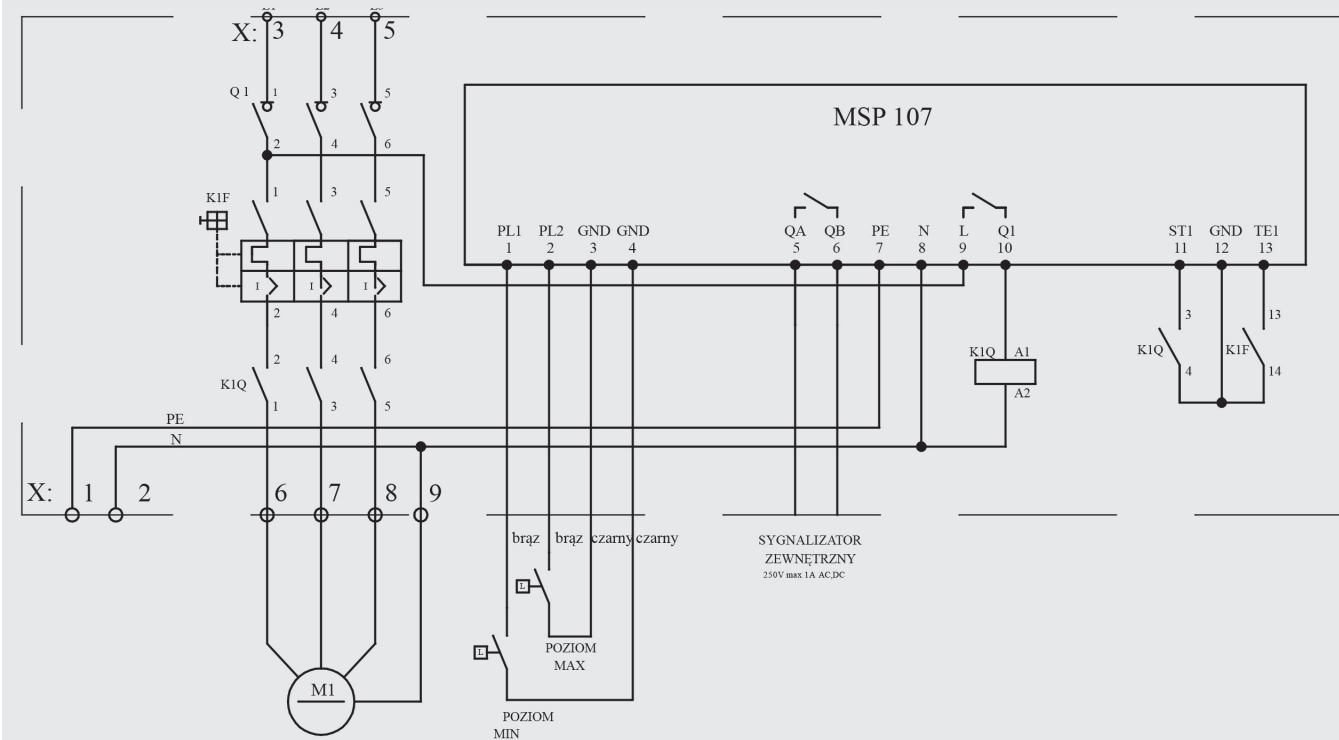 L1 L2 L3
X: 3 4 5
Q 1 1 3 5
2 4 6
MSP 107
K1F 1 3 5
I I I
2 4 6
PL1 PL2 GND GND QA QB PE N L Q1 ST1 GND TE1
1 2 3 4 5 6 7 8 9 10 11 12 13
3 13
K1Q K1F
4 14
K1Q A1
A2
2 4 6
K1Q
1 3 5
PE
N
X: 1 2 6 7 8 9
brąz brąz czarny czarny
SYGNALIZATOR
ZEWNĘTRZNY
250V max 1A AC,DC
L
L
POZIOM
MAX
M1
POZIOM
MIN